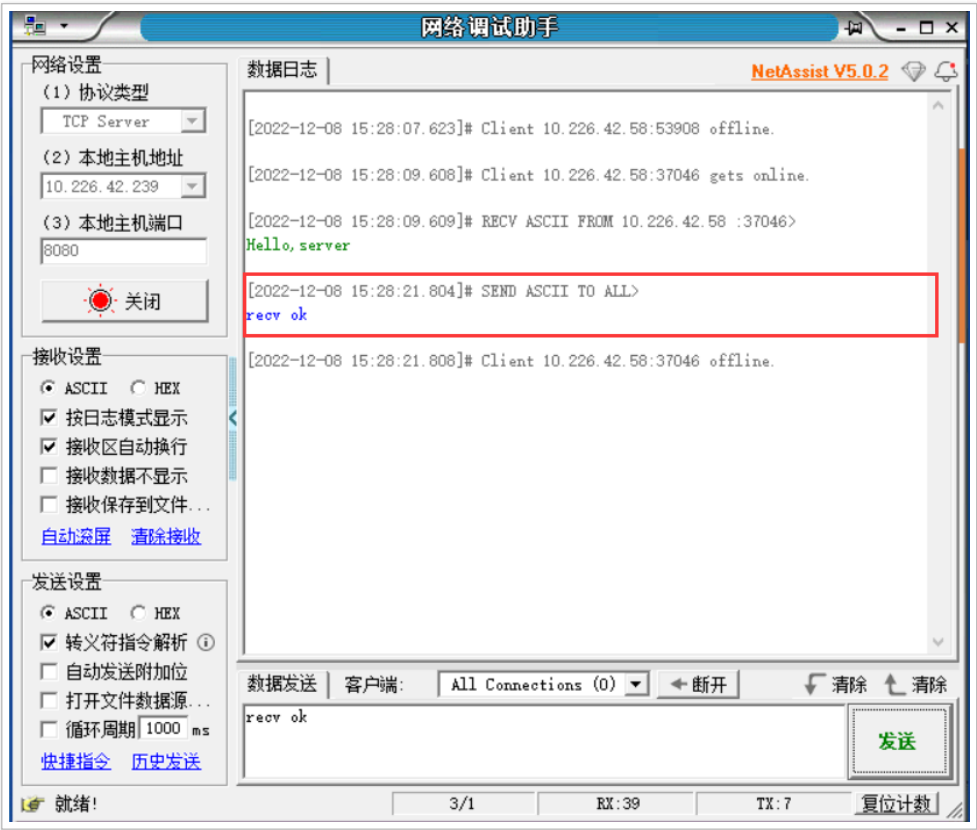 网络调试助手
网络设置
(1) 协议类型
TCP Server
(2) 本地主机地址
10.226.42.239
(3) 本地主机端口
8080
关闭
接收设置
ASCII HEX
按日志模式显示
接收区自动换行
接收数据不显示
接收保存到文件...
自动滚屏 清除接收
发送设置
ASCII HEX
转义符指令解析
自动发送附加位
打开文件数据源...
循环周期 1000 ms
快捷指令 历史发送
数据日志 NetAssist V5.0.2
[2022-12-08 15:28:07.623]# Client 10.226.42.58:53908 offline.
[2022-12-08 15:28:09.608]# Client 10.226.42.58:37046 gets online.
[2022-12-08 15:28:09.609]# RECV ASCII FROM 10.226.42.58 :37046>
Hello,server
[2022-12-08 15:28:21.804]# SEND ASCII TO ALL>
recv ok
[2022-12-08 15:28:21.808]# Client 10.226.42.58:37046 offline.
数据发送 客户端: All Connections (0) 断开 清除 清除
recv ok
发送
就绪! 3/1 RX:39 TX:7 复位计数